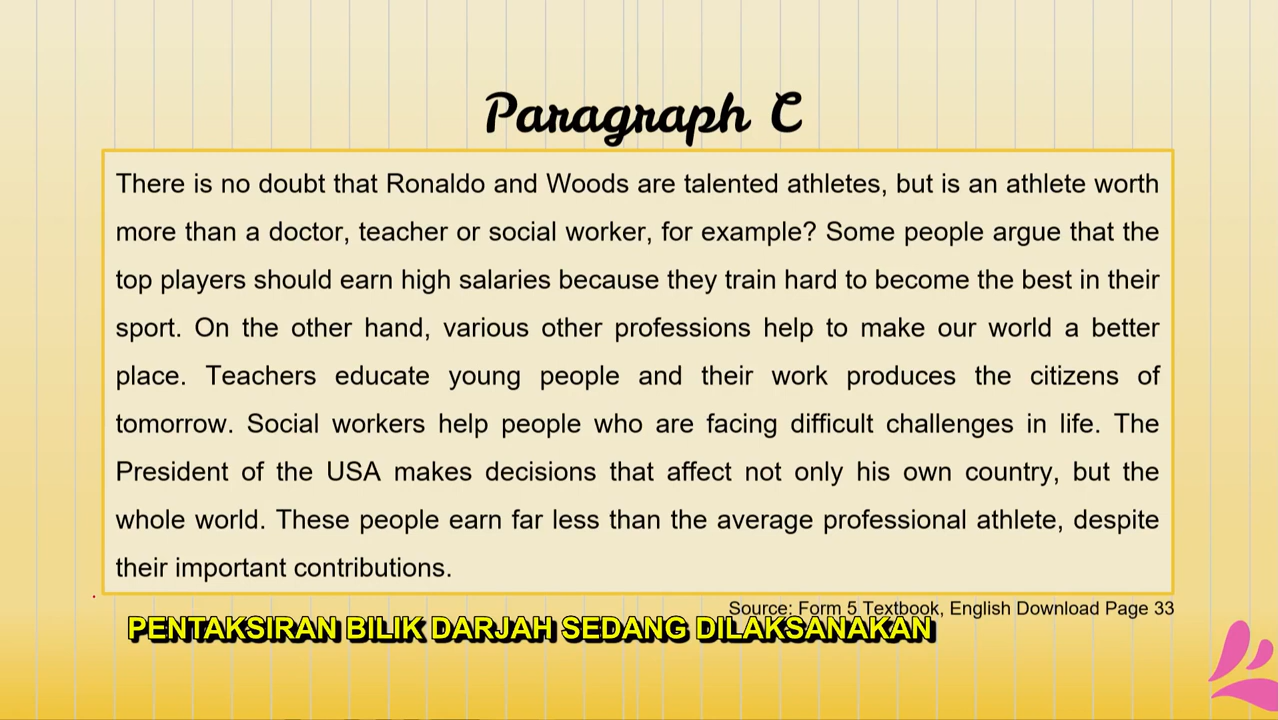 Paragraph C
There is no doubt that Ronaldo and Woods are talented athletes, but is an athlete worth
more than a doctor, teacher or social worker, for example? Some people argue that the
top players should earn high salaries because they train hard to become the best in their
sport. On the other hand, various other professions help to make our world a better
place. Teachers educate young people and their work produces the citizens of
tomorrow. Social workers help people who are facing difficult challenges in life. The
President of the USA makes decisions that affect not only his own country, but the
whole world. These people earn far less than the average professional athlete, despite
their important contributions.
Source: Form 5 Textbook, English Download Page 33
PENTAKSIRAN BILIK DARJAH SEDANG DILAKSANAKAN